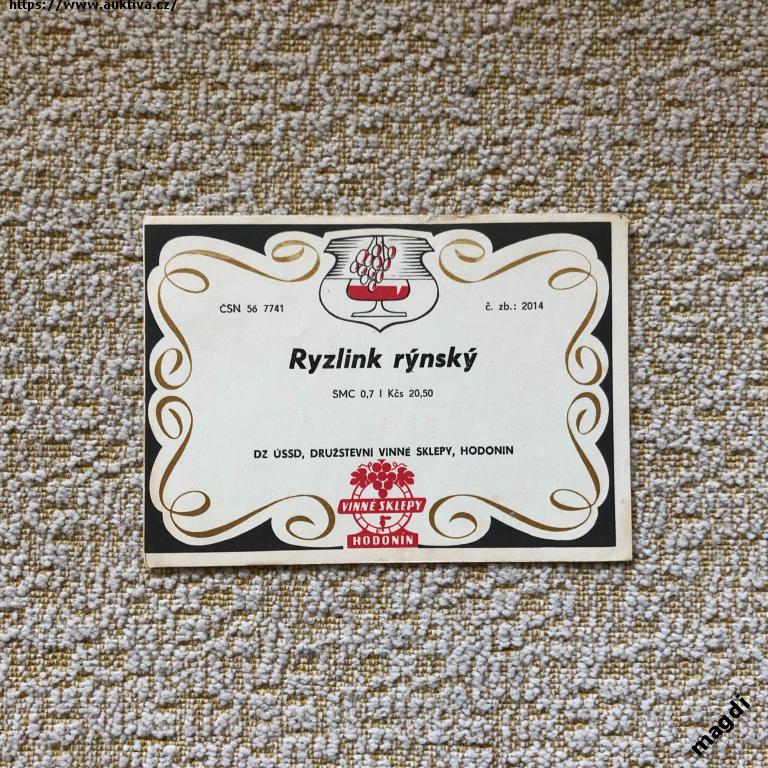 https://www.auktiva.cz/
ČSN 56 7741
č. zb.: 2014
Ryzlink rýnský
SMC 0,7 l Kčs 20,50
DZ ÚSSD, DRUŽSTEVNÍ VINNÉ SKLEPY, HODONÍN
VINNÉ SKLEPY
HODONÍN
magdi